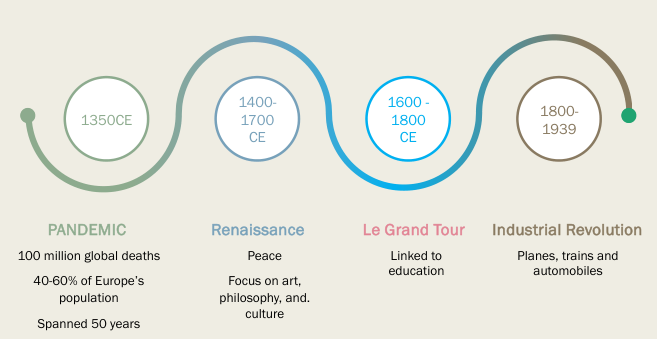 1350CE
1400-
1700
CE
1600 -
1800
CE
1800-
1939
PANDEMIC
100 million global deaths
40-60% of Europe's
population
Spanned 50 years
Renaissance
Peace
Focus on art,
philosophy, and.
culture
Le Grand Tour
Linked to
education
Industrial Revolution
Planes, trains and
automobiles